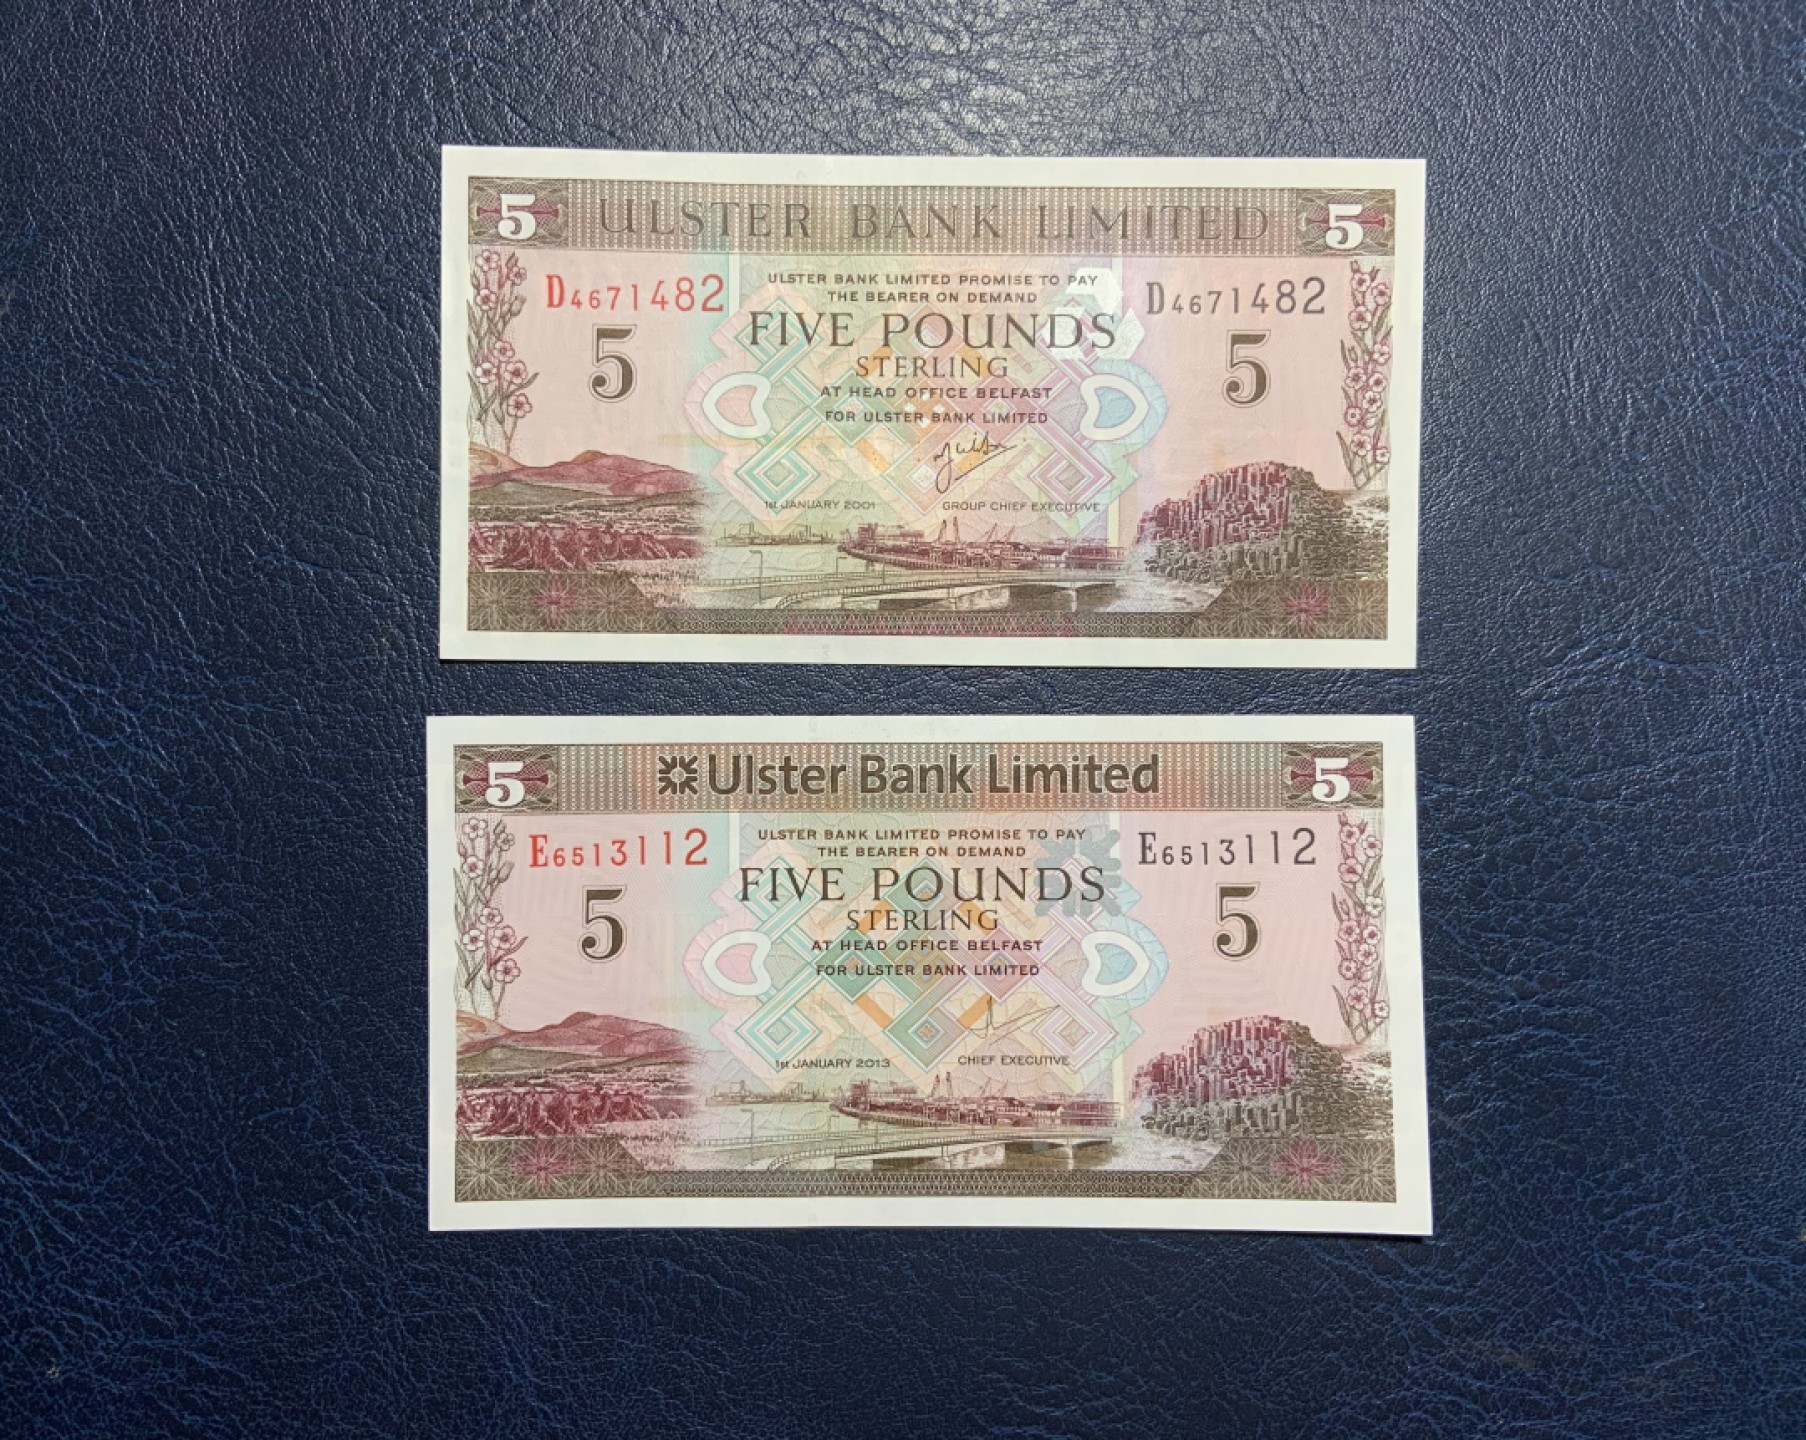 5 ULSTER BANK LIMITED 5
ULSTER BANK LIMITED PROMISE TO PAY
THE BEARER ON DEMAND
D4671482 D4671482
FIVE POUNDS
5 5
STERLING
AT HEAD OFFICE BELFAST
FOR ULSTER BANK LIMITED
1st JANUARY 2001 GROUP CHIEF EXECUTIVE
5 Ulster Bank Limited 5
ULSTER BANK LIMITED PROMISE TO PAY
THE BEARER ON DEMAND
E6513112 E6513112
FIVE POUNDS
5 5
STERLING
AT HEAD OFFICE BELFAST
FOR ULSTER BANK LIMITED
1st JANUARY 2013 CHIEF EXECUTIVE